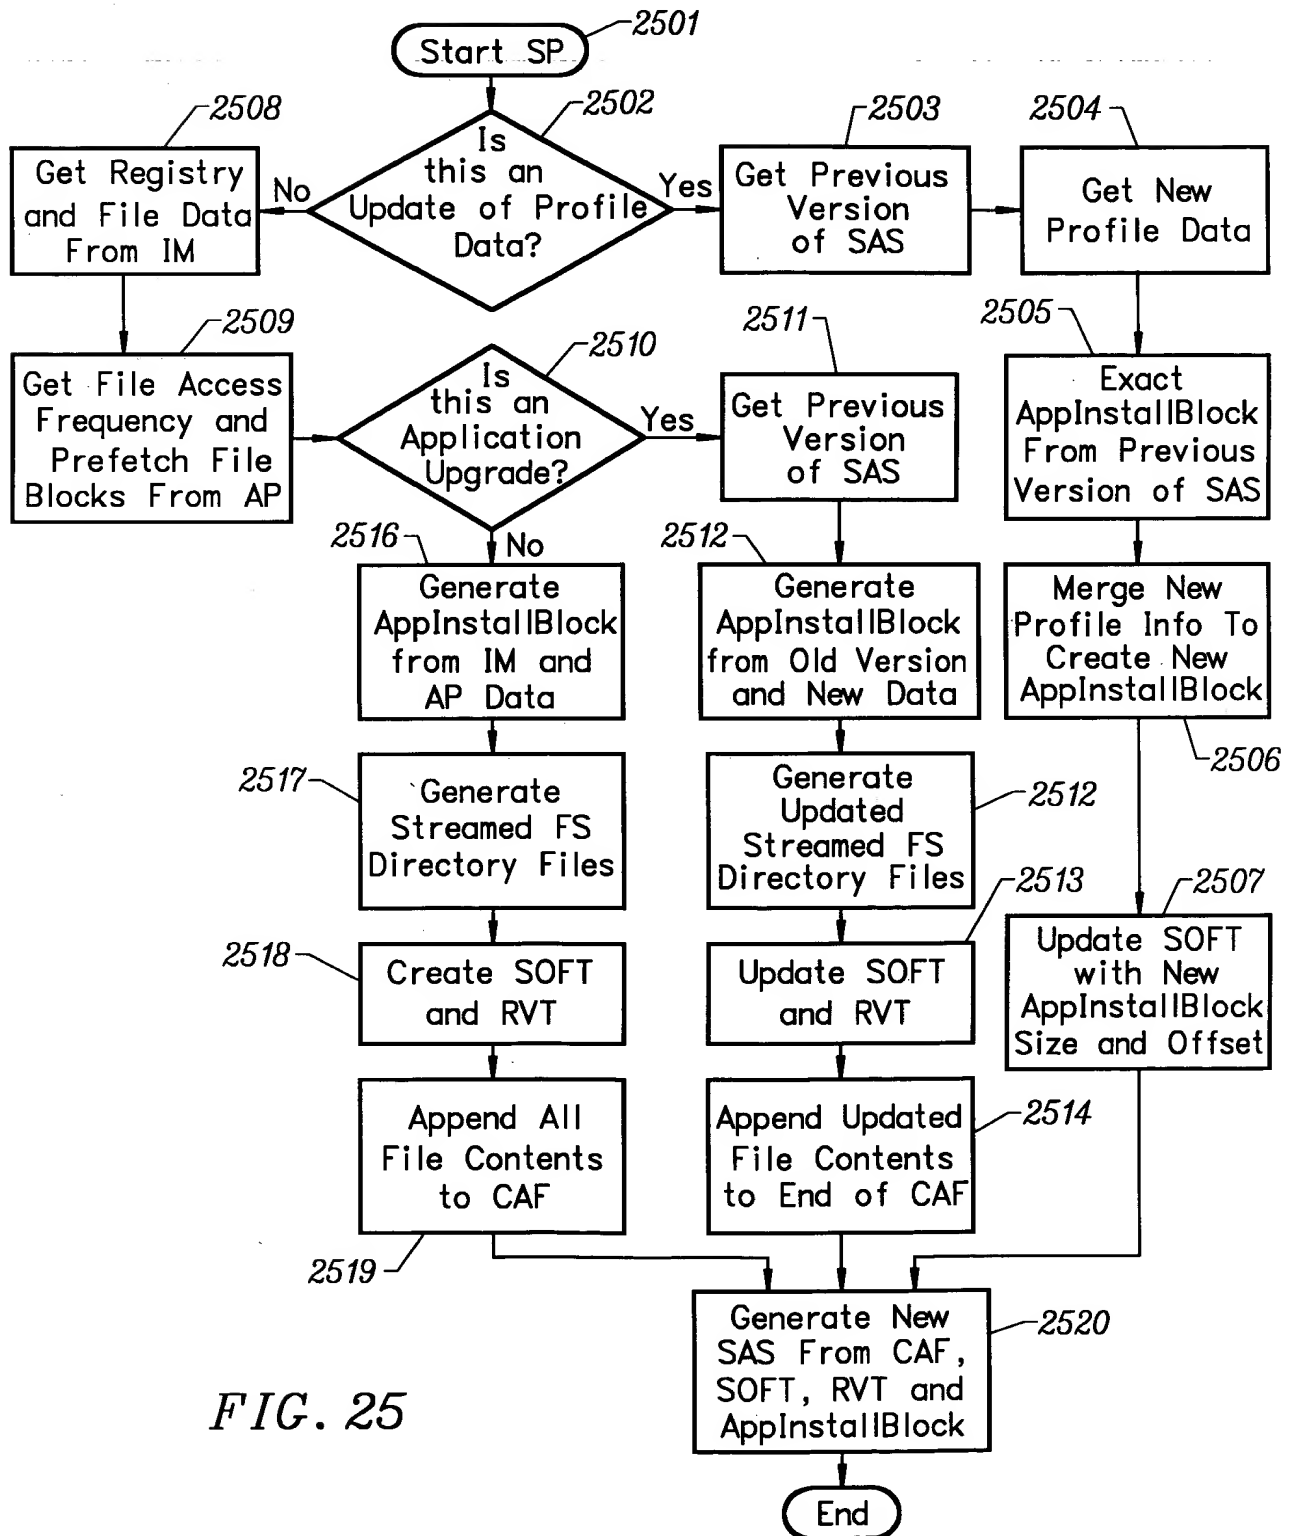 2501
Start SP
2508
2502
2503
2504
Get Registry
and File Data
From IM
No
Is
this an
Update of Profile
Data?
Yes
Get Previous
Version
of SAS
Get New
Profile Data
2509
2510
2511
2505
Get File Access
Frequency and
Prefetch File
Blocks From AP
Is
this an
Application
Upgrade?
Yes
Get Previous
Version
of SAS
Exact
AppInstallBlock
From Previous
Version of SAS
No
2516
Generate
AppInstallBlock
from IM and
AP Data
2512
Generate
AppInstallBlock
from Old Version
and New Data
Merge New
Profile Info To
Create New
AppInstallBlock
2506
2517
Generate
Streamed FS
Directory Files
Generate
Updated
Streamed FS
Directory Files
2512
2507
2518
Create SOFT
and RVT
2513
Update SOFT
and RVT
Update SOFT
with New
AppInstallBlock
Size and Offset
Append All
File Contents
to CAF
2519
Append Updated
File Contents
to End of CAF
2514
Generate New
SAS From CAF,
SOFT, RVT and
AppInstallBlock
2520
FIG. 25
End